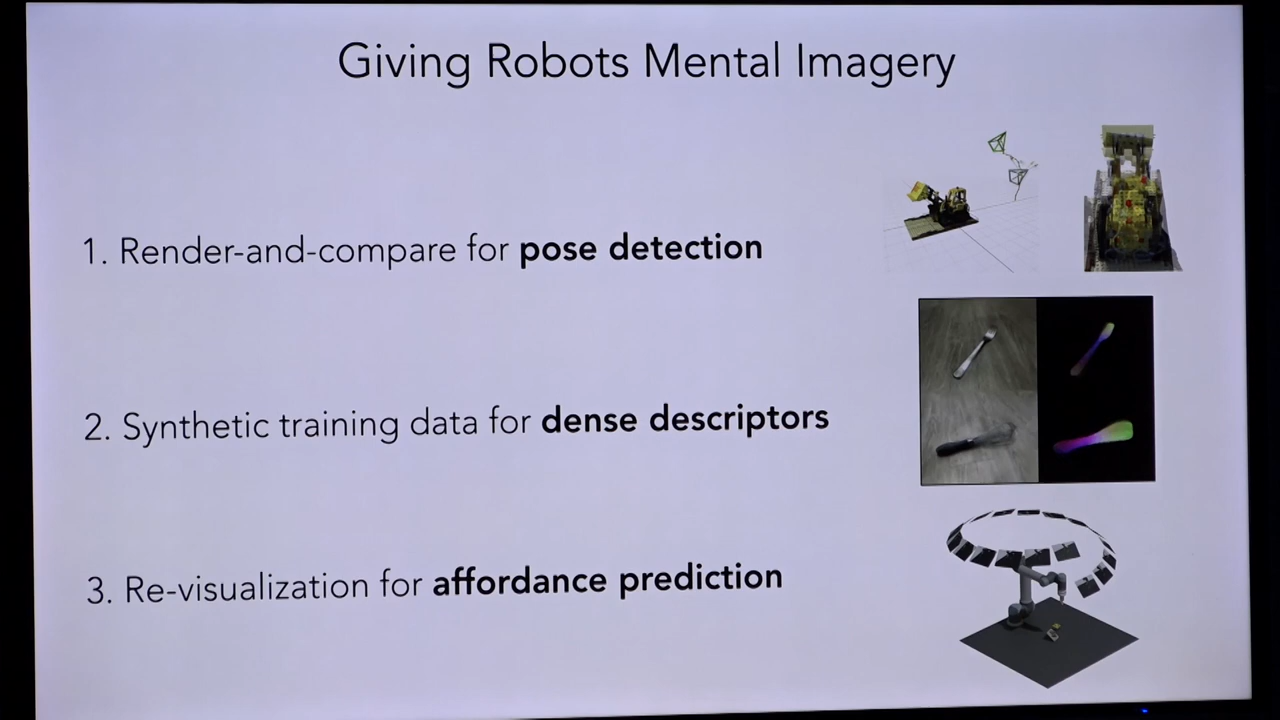 Giving Robots Mental Imagery
1. Render-and-compare for pose detection
2. Synthetic training data for dense descriptors
3. Re-visualization for affordance prediction